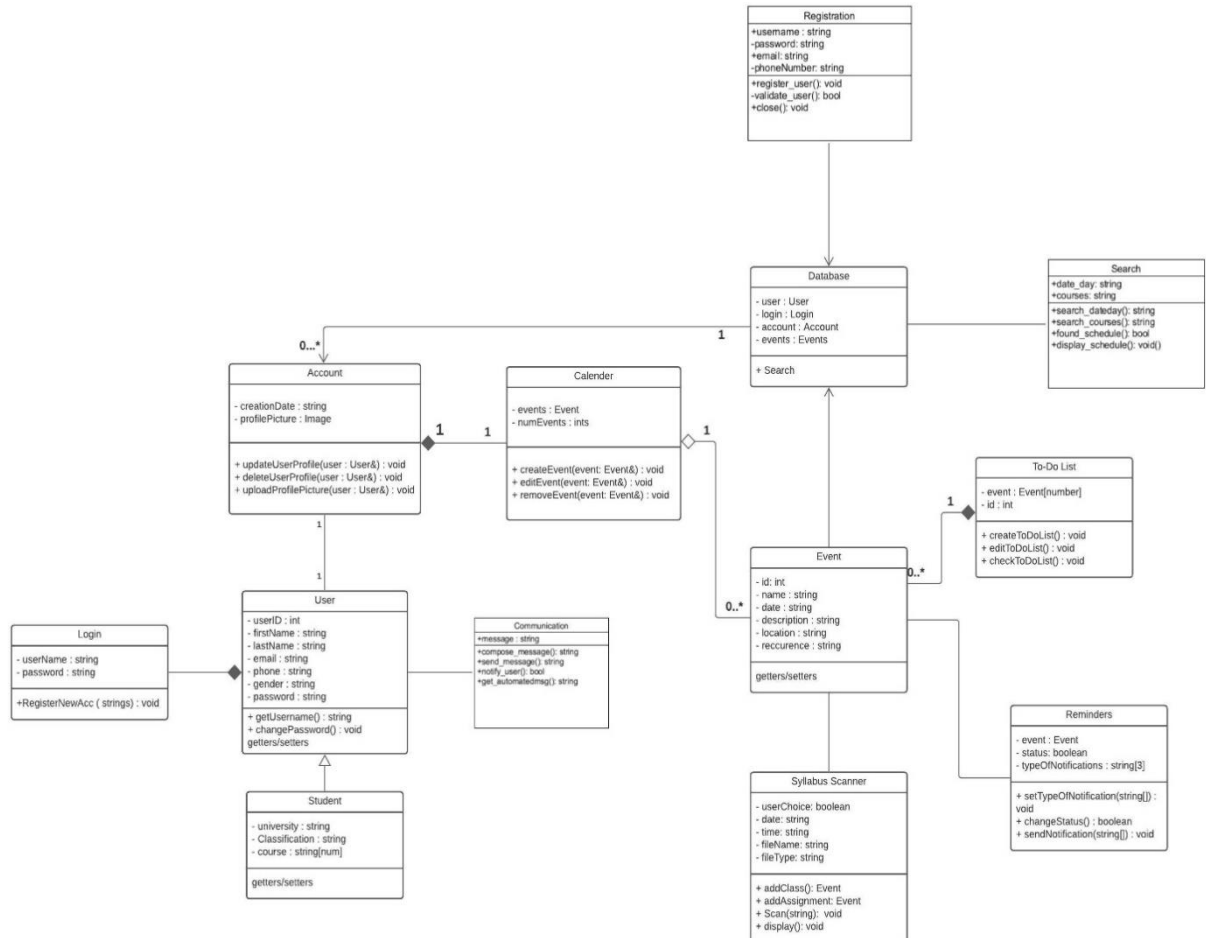 Registration
+username : string
-password: string
+email: string
-phoneNumber: string
+register_user(): void
-validate_user(): bool
+close(): void
Database
- user : User
- login : Login
- account : Account
- events : Events
+ Search
Search
+date_day: string
+courses: string
+search_dateday(): string
+search_courses(): string
+found_schedule(): bool
+display_schedule(): void()
1
0...*
Account
- creationDate : string
- profilePicture : Image
+ updateUserProfile(user : User&) : void
+ deleteUserProfile(user : User&) : void
+ uploadProfilePicture(user : User&) : void
1
1
Calender
- events : Event
- numEvents : ints
+ createEvent(event: Event&) : void
+ editEvent(event: Event&) : void
+ removeEvent(event: Event&) : void
1
0..*
To-Do List
- event : Event[number]
- id : int
+ createToDoList() : void
+ editToDoList() : void
+ checkToDoList() : void
1
0..*
Event
- id: int
- name : string
- date : string
- description : string
- location : string
- reccurence : string
getters/setters
1
1
User
- userID : int
- firstName : string
- lastName : string
- email : string
- phone : string
- gender : string
- password : string
+ getUsername() : string
+ changePassword() : void
getters/setters
Login
- userName : string
- password : string
+RegisterNewAcc ( strings) : void
Communication
+message : string
+compose_message(): string
+send_message(): string
+notify_user(): bool
+get_automatedmsg(): string
Student
- university : string
- Classification : string
- course : string[num]
getters/setters
Syllabus Scanner
- userChoice: boolean
- date: string
- time: string
- fileName: string
- fileType: string
+ addClass(): Event
+ addAssignment: Event
+ Scan(string): void
+ display(): void
Reminders
- event : Event
- status: boolean
- typeOfNotifications : string[3]
+ setTypeOfNotification(string[]) :
void
+ changeStatus() : boolean
+ sendNotification(string[]) : void